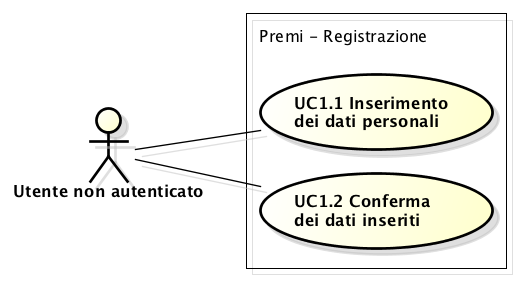 Premi - Registrazione
UC1.1 Inserimento
dei dati personali
Utente non autenticato
UC1.2 Conferma
dei dati inseriti